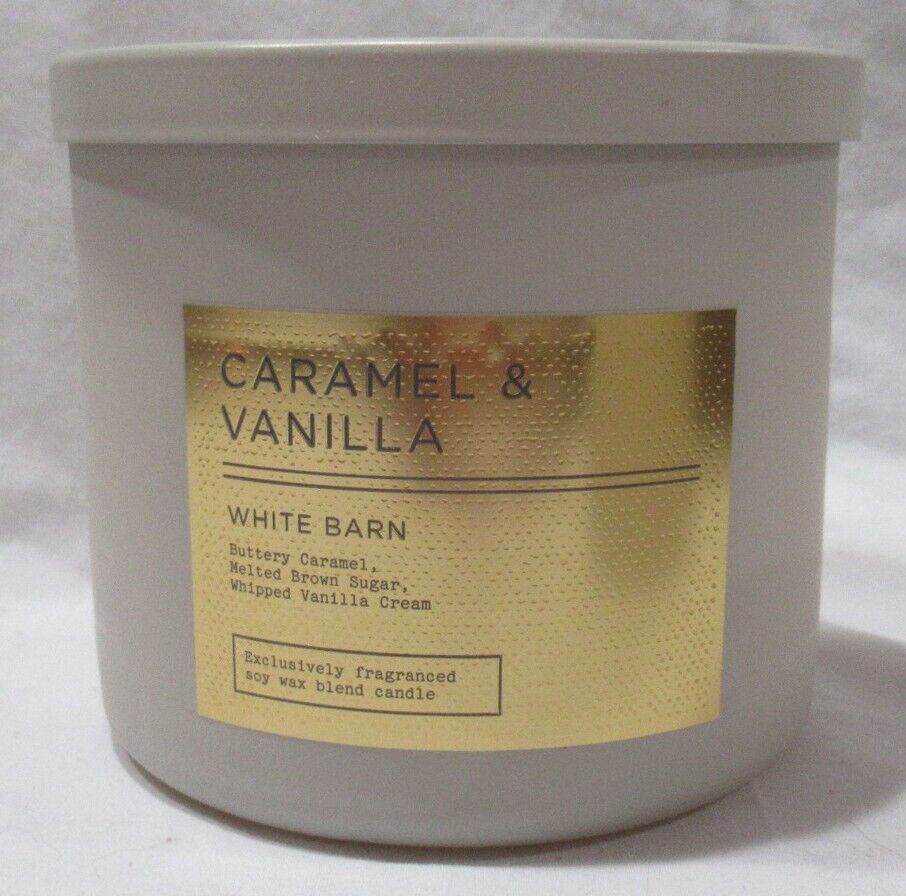 CARAMEL &
VANILLA
WHITE BARN
Buttery Caramel,
Melted Brown Sugar,
Whipped Vanilla Cream
Exclusively fragranced
soy wax blend candle